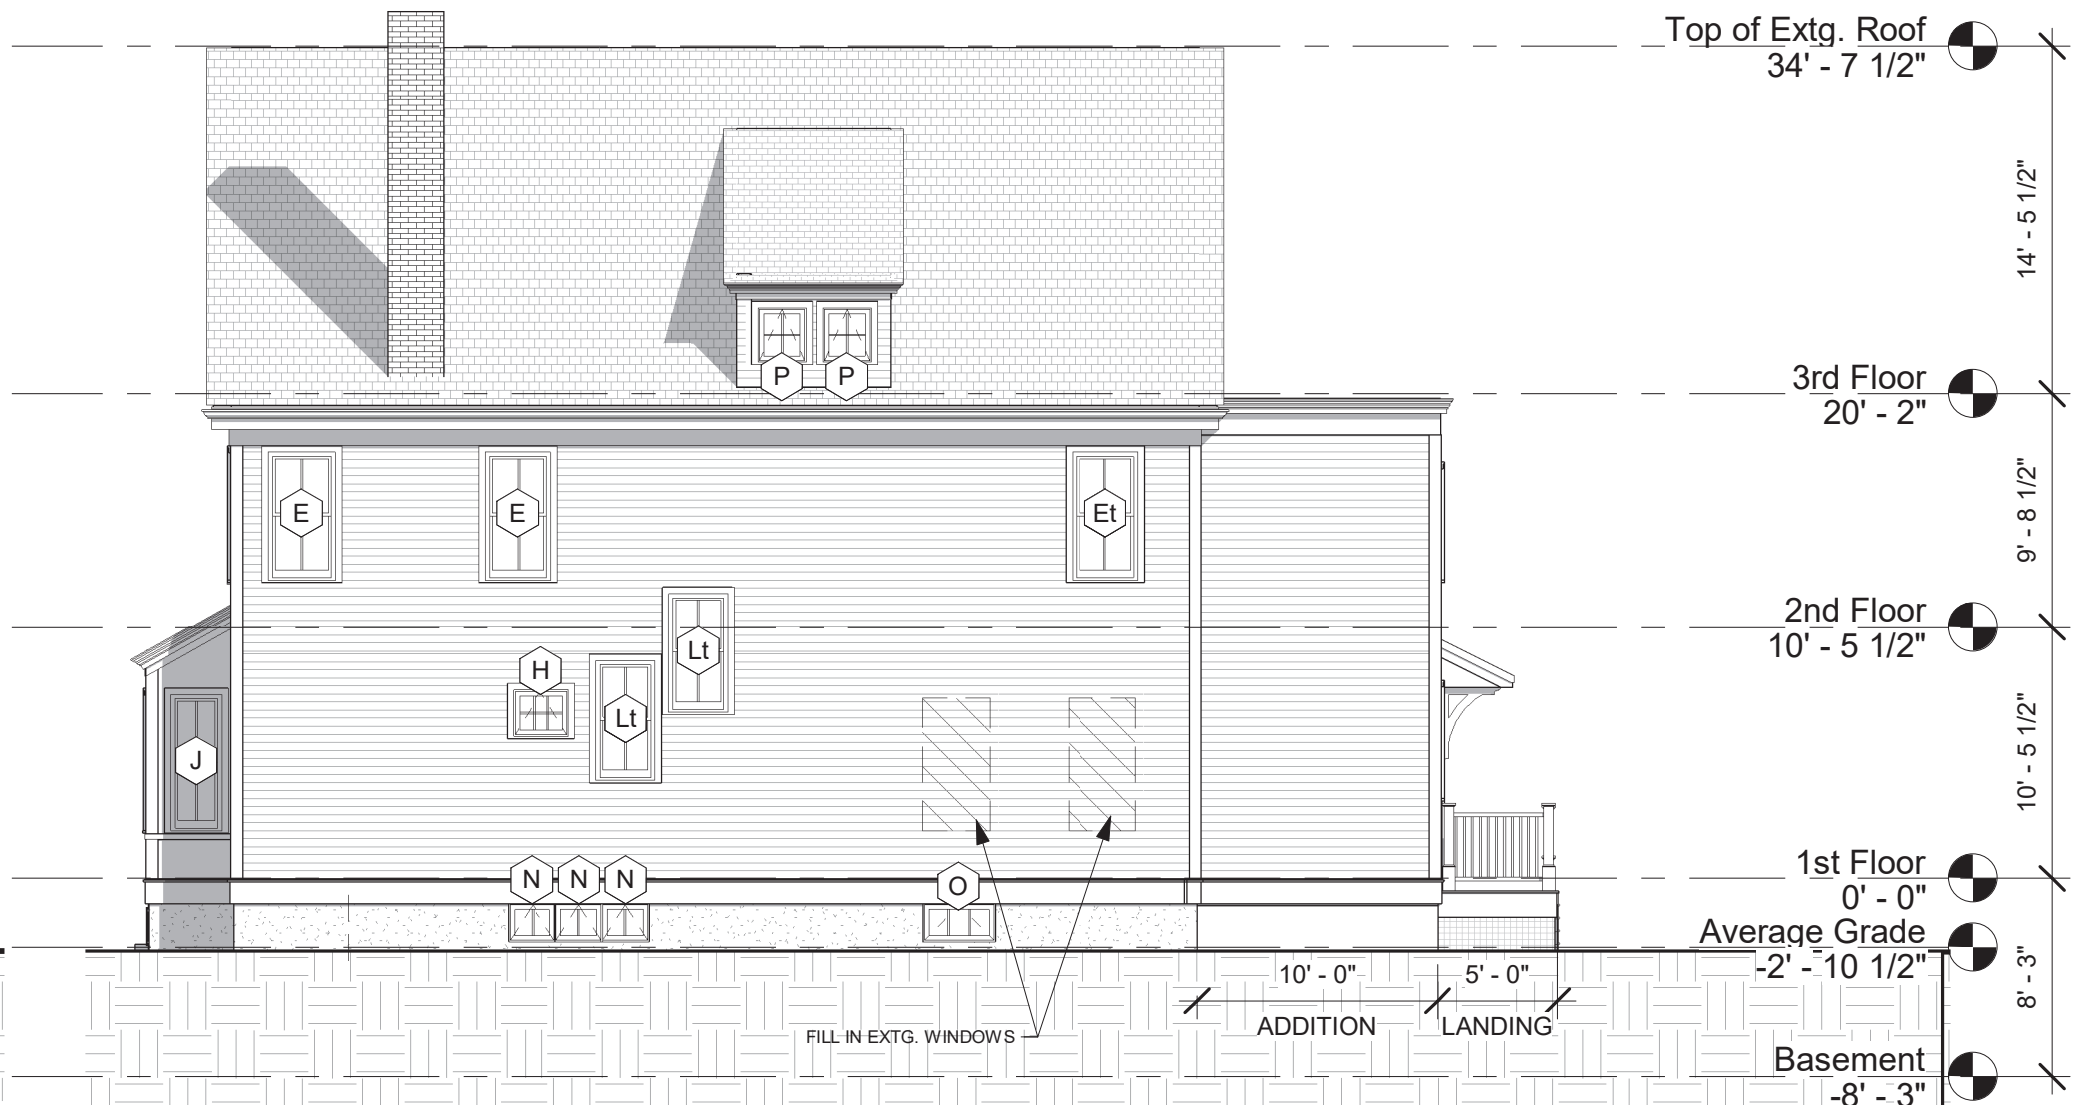 Top of Extg. Roof
34' - 7 1/2"
14' - 5 1/2"
P P
3rd Floor
20' - 2"
E E Et
9' - 8 1/2"
2nd Floor
10' - 5 1/2"
H Lt
Lt
J
10' - 5 1/2"
N N N O
1st Floor
0' - 0"
Average Grade
-2' - 10 1/2"
10' - 0" 5' - 0"
8' - 3"
ADDITION LANDING
FILL IN EXTG. WINDOWS
Basement
-8' - 3"